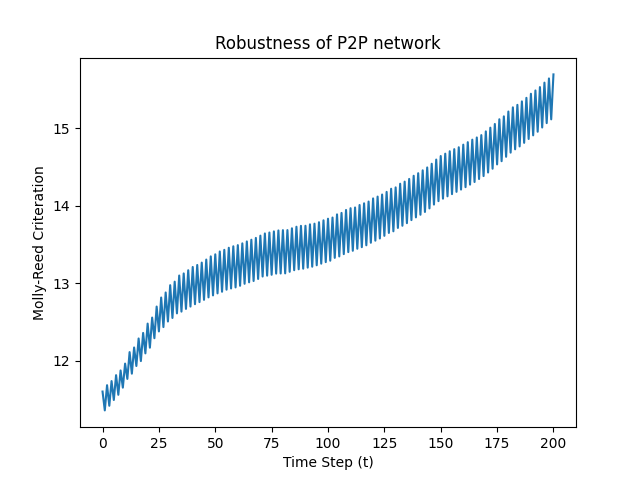 Robustness of P2P network
Molly-Reed Criteration
15
14
13
12
0 25 50 75 100 125 150 175 200
Time Step (t)